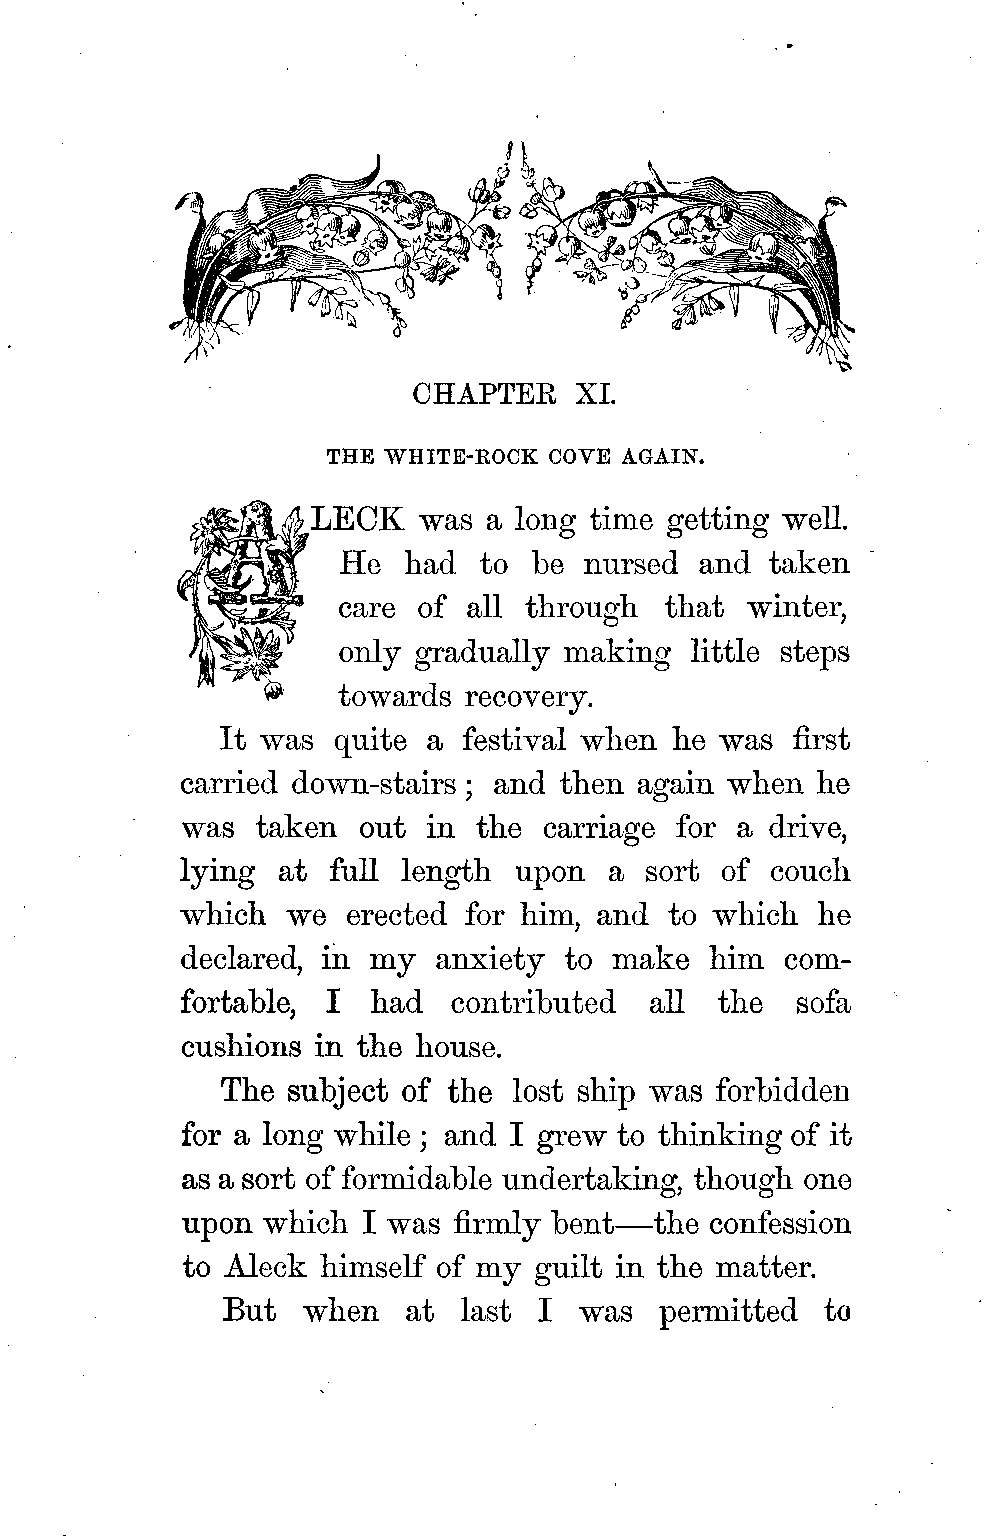 CHAPTER XI.
THE WHITE-ROCK COVE AGAIN.
ALECK was a long time getting well.
He had to be nursed and taken
care of all through that winter,
only gradually making little steps
towards recovery.
It was quite a festival when he was first
carried down-stairs ; and then again when he
was taken out in the carriage for a drive,
lying at full length upon a sort of couch
which we erected for him, and to which he
declared, in my anxiety to make him com-
fortable, I had contributed all the sofa
cushions in the house.
The subject of the lost ship was forbidden
for a long while ; and I grew to thinking of it
as a sort of formidable undertaking, though one
upon which I was firmly bent—the confession
to Aleck himself of my guilt in the matter.
But when at last I was permitted to